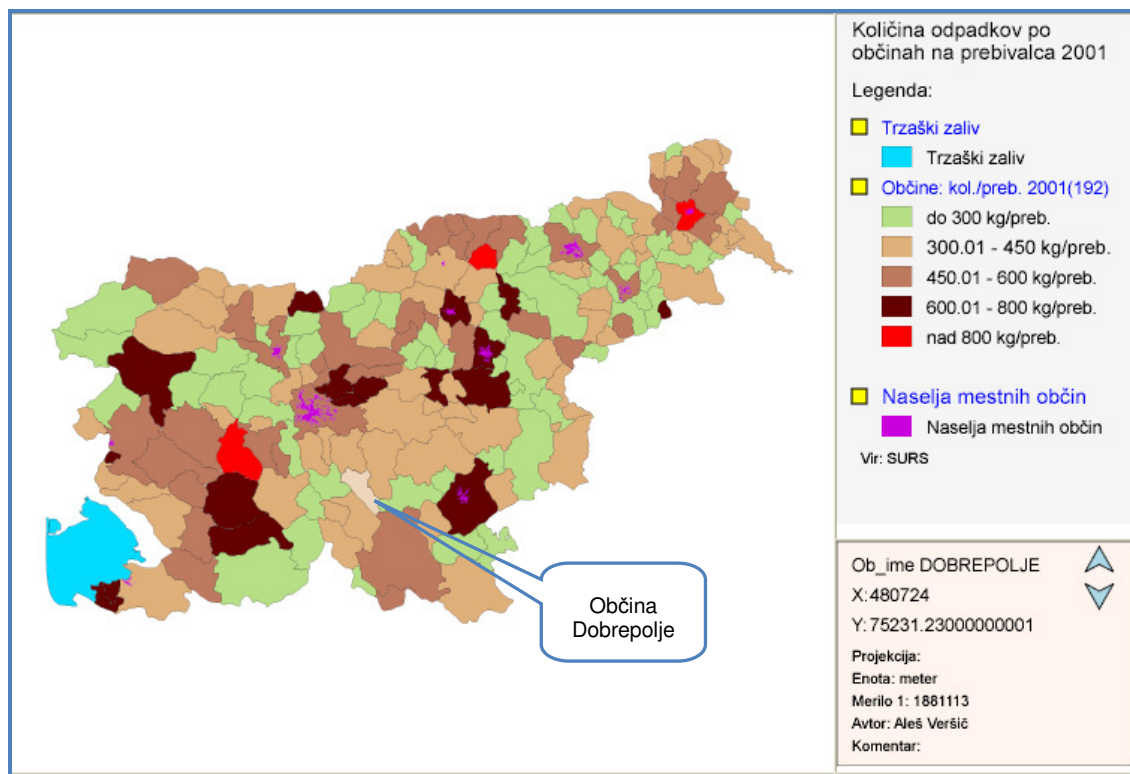 Količina odpadkov po
občinah na prebivalca 2001
Legenda:
Trzaški zaliv
Trzaški zaliv
Občine: kol./preb. 2001(192)
do 300 kg/preb.
300.01 - 450 kg/preb.
450.01 - 600 kg/preb.
600.01 - 800 kg/preb.
nad 800 kg/preb.
Naselja mestnih občin
Naselja mestnih občin
Vir: SURS
Občina
Dobrepolje
Ob_ime DOBREPOLJE
X:480724
Y:75231.23000000001
Projekcija:
Enota: meter
Merilo 1: 1881113
Avtor: Aleš Veršič
Komentar: